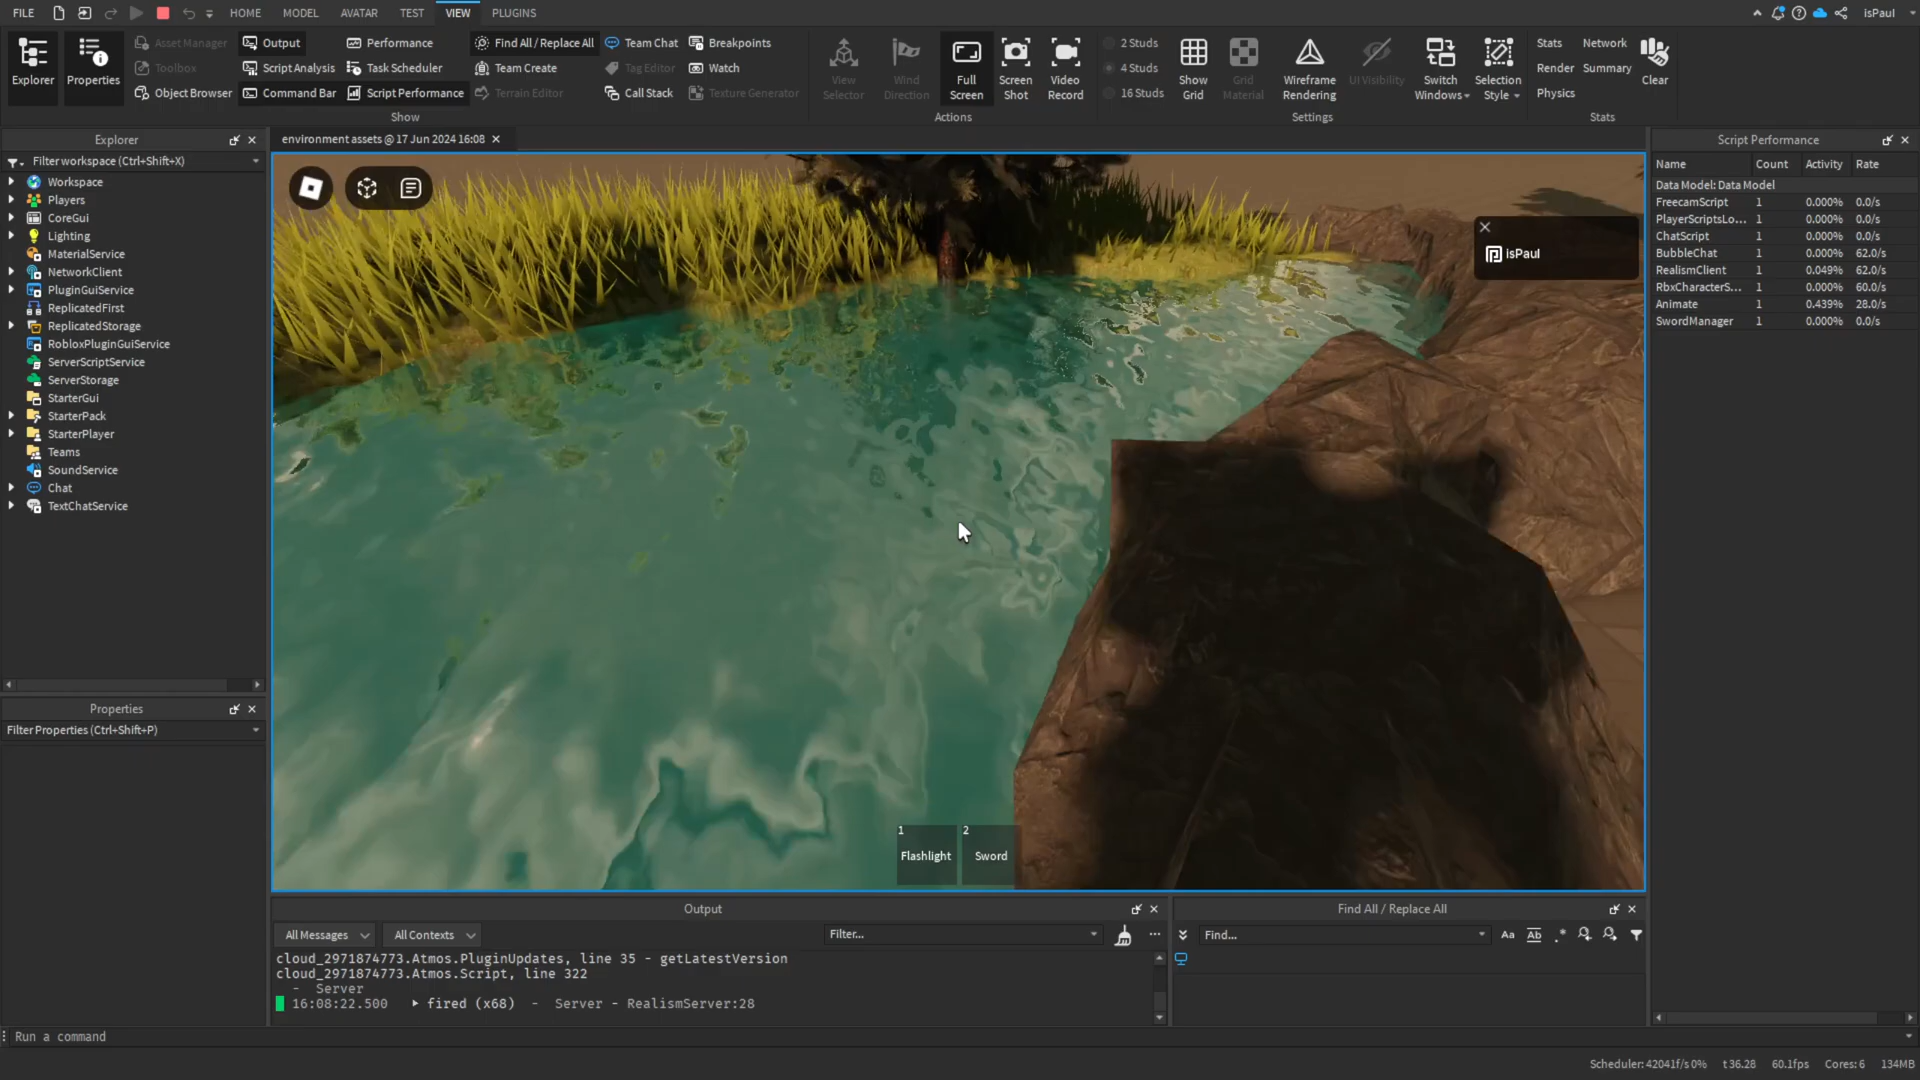 FILE HOME MODEL AVATAR TEST VIEW PLUGINS isPaul
Explorer
Properties
Asset Manager
Toolbox
Object Browser
Output
Script Analysis
Command Bar
Performance
Task Scheduler
Script Performance
Find All / Replace All
Team Create
Terrain Editor
Team Chat
Tag Editor
Call Stack
Breakpoints
Watch
Texture Generator
Show
View
Selector
Wind
Direction
Full
Screen
Screen
Shot
Video
Record
Actions
2 Studs
4 Studs
16 Studs
Show
Grid
Grid
Material
Wireframe
Rendering
UI Visibility
Switch
Windows
Selection
Style
Settings
Stats Network
Render Summary
Physics
Clear
Stats
Explorer
Filter workspace (Ctrl+Shift+X)
Workspace
Players
CoreGui
Lighting
MaterialService
NetworkClient
PluginGuiService
ReplicatedFirst
ReplicatedStorage
RobloxPluginGuiService
ServerScriptService
ServerStorage
StarterGui
StarterPack
StarterPlayer
Teams
SoundService
Chat
TextChatService
Properties
Filter Properties (Ctrl+Shift+P)
environment assets @ 17 Jun 2024 16:08
isPaul
1
Flashlight
2
Sword
Script Performance
Name Count Activity Rate
Data Model: Data Model
FreecamScript 1 0.000% 0.0/s
PlayerScriptsLo... 1 0.000% 0.0/s
ChatScript 1 0.000% 0.0/s
BubbleChat 1 0.000% 62.0/s
RealismClient 1 0.049% 62.0/s
RbxCharacterS... 1 0.000% 60.0/s
Animate 1 0.439% 28.0/s
SwordManager 1 0.000% 0.0/s
Output
All Messages All Contexts Filter...
cloud_2971874773.Atmos.PluginUpdates, line 35 - getLatestVersion
cloud_2971874773.Atmos.Script, line 322
- Server
16:08:22.500 fired (x68) - Server - RealismServer:28
Find All / Replace All
Find... Aa Ab .*
Run a command
Scheduler: 42041f/s0% t 36.28 60.1fps Cores: 6 134MB